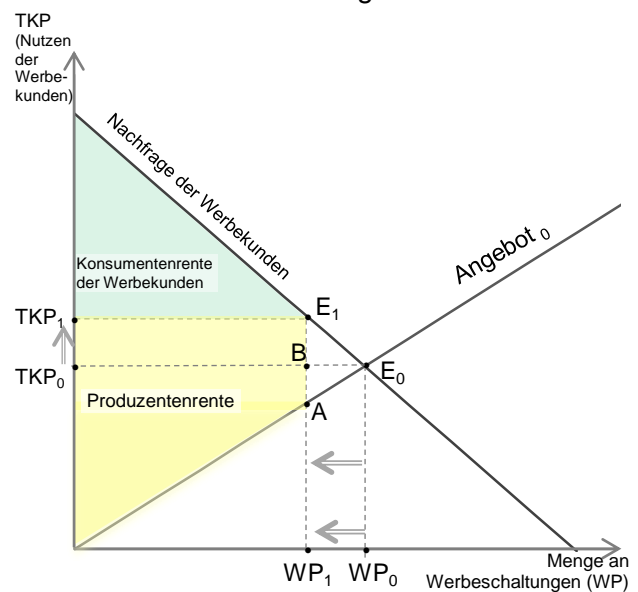 TKP
(Nutzen
der
Werbe-
kunden)
Nachfrage der Werbekunden
Angebot 0
Konsumentenrente
der Werbekunden
E1
TKP1
B
TKP0
E0
Produzentenrente
A
WP1 WP0
Menge an
Werbeschaltungen (WP)